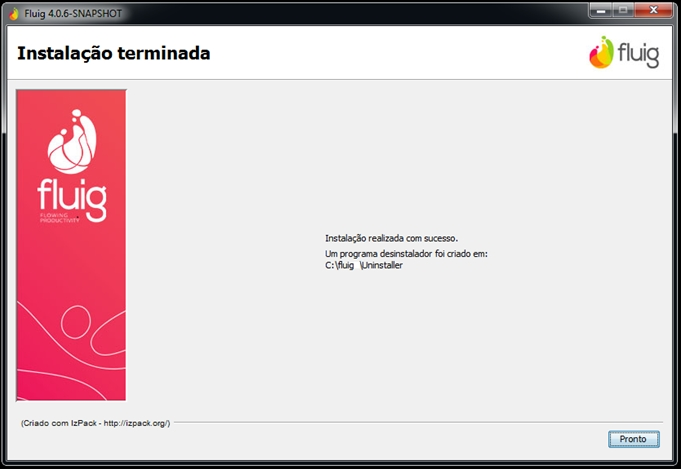 Fluig 4.0.6-SNAPSHOT
Instalação terminada
fluig
fluig
FLOWING
PRODUCTIVITY
Instalação realizada com sucesso.
Um programa desinstalador foi criado em:
C:\fluig \Uninstaller
(Criado com IzPack - http://izpack.org/)
Pronto